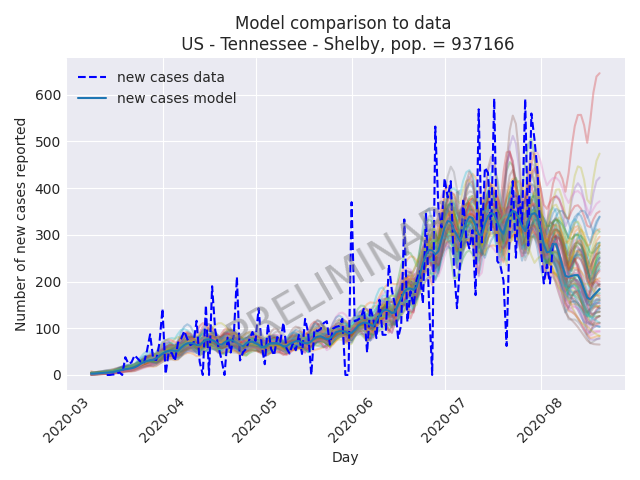 Model comparison to data
US - Tennessee - Shelby, pop. = 937166
new cases data
new cases model
Number of new cases reported
600
500
400
300
200
100
0
PRELIMINARY
2020-03
2020-04
2020-05
2020-06
2020-07
2020-08
Day